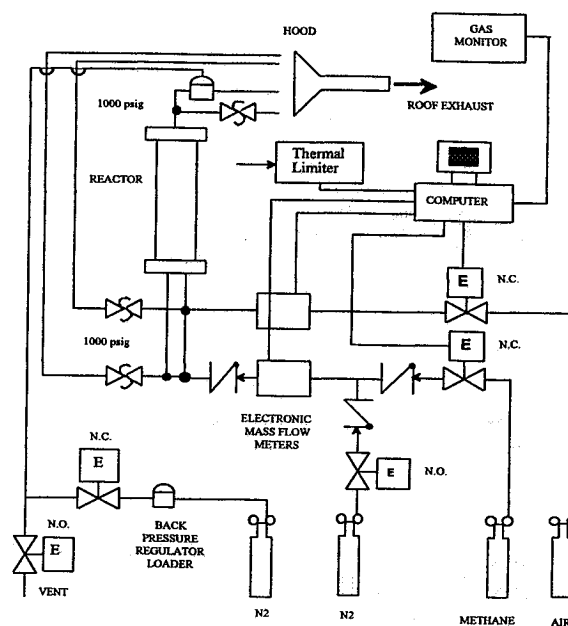 HOOD
GAS
MONITOR
1000 psig
ROOF EXHAUST
Thermal
Limiter
REACTOR
COMPUTER
E
N.C.
1000 psig
E
N.C.
ELECTRONIC
MASS FLOW
METERS
N.C.
E
E
N.O.
N.O.
E
BACK
PRESSURE
REGULATOR
LOADER
VENT
N2
N2
METHANE
AIR